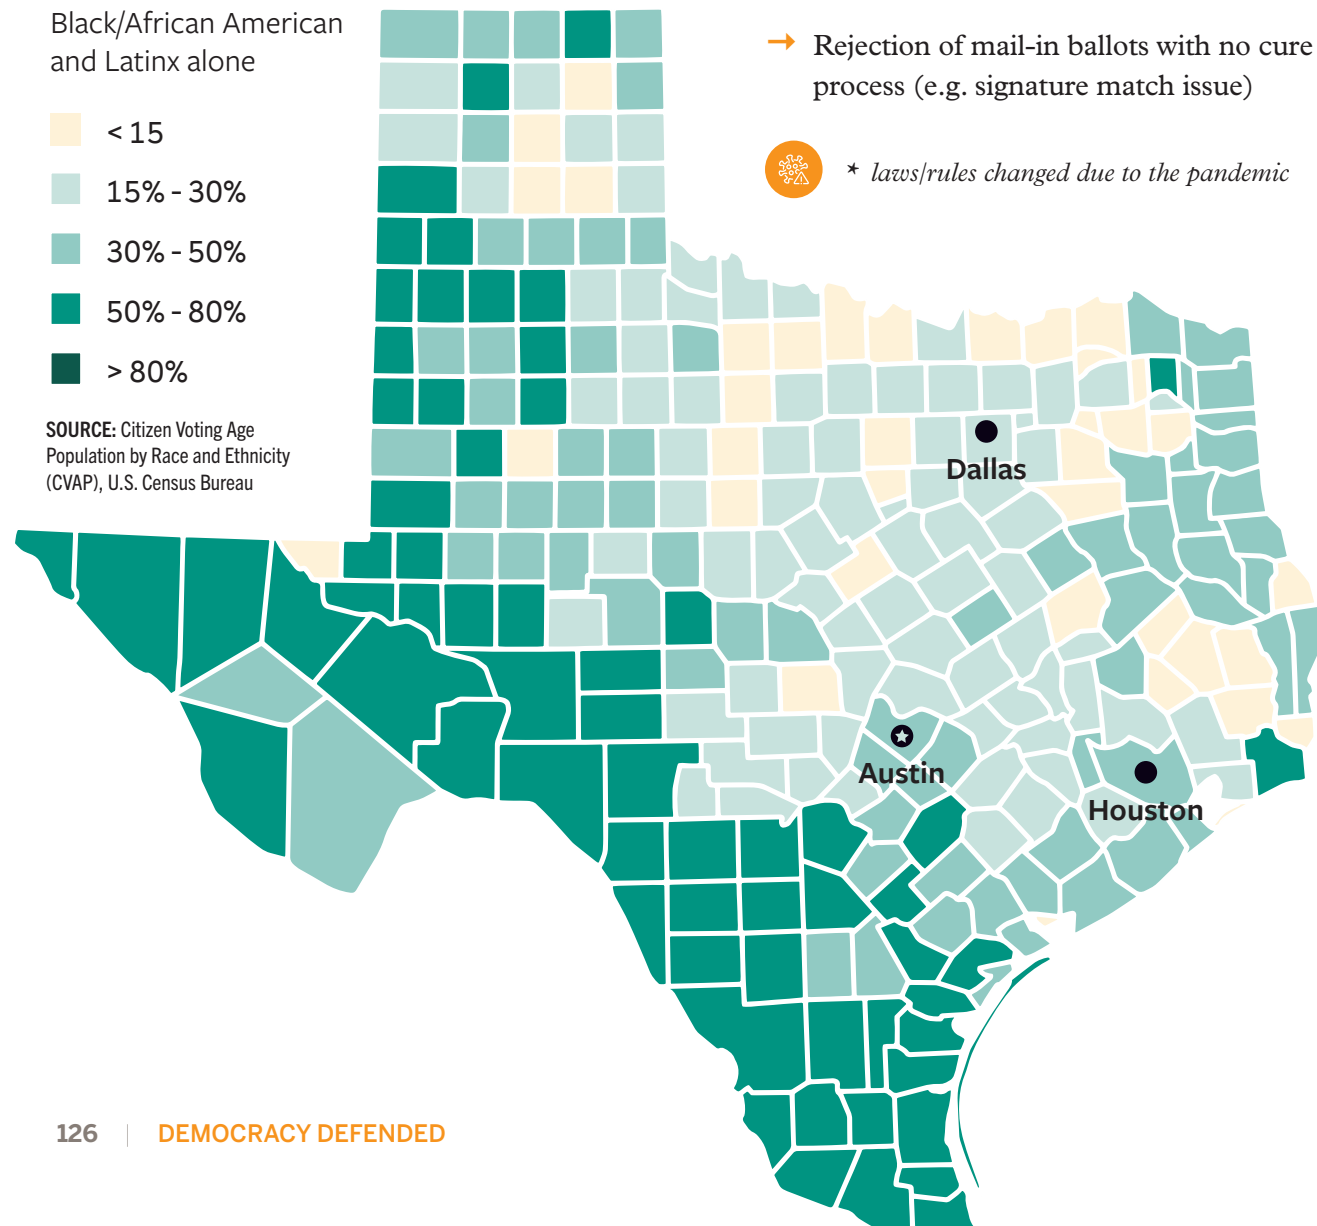 Black/African American
and Latinx alone
< 15
15% - 30%
30% - 50%
50% - 80%
> 80%
SOURCE: Citizen Voting Age
Population by Race and Ethnicity
(CVAP), U.S. Census Bureau
→ Rejection of mail-in ballots with no cure
process (e.g. signature match issue)
* laws/rules changed due to the pandemic
Dallas
Austin
Houston
126 | DEMOCRACY DEFENDED